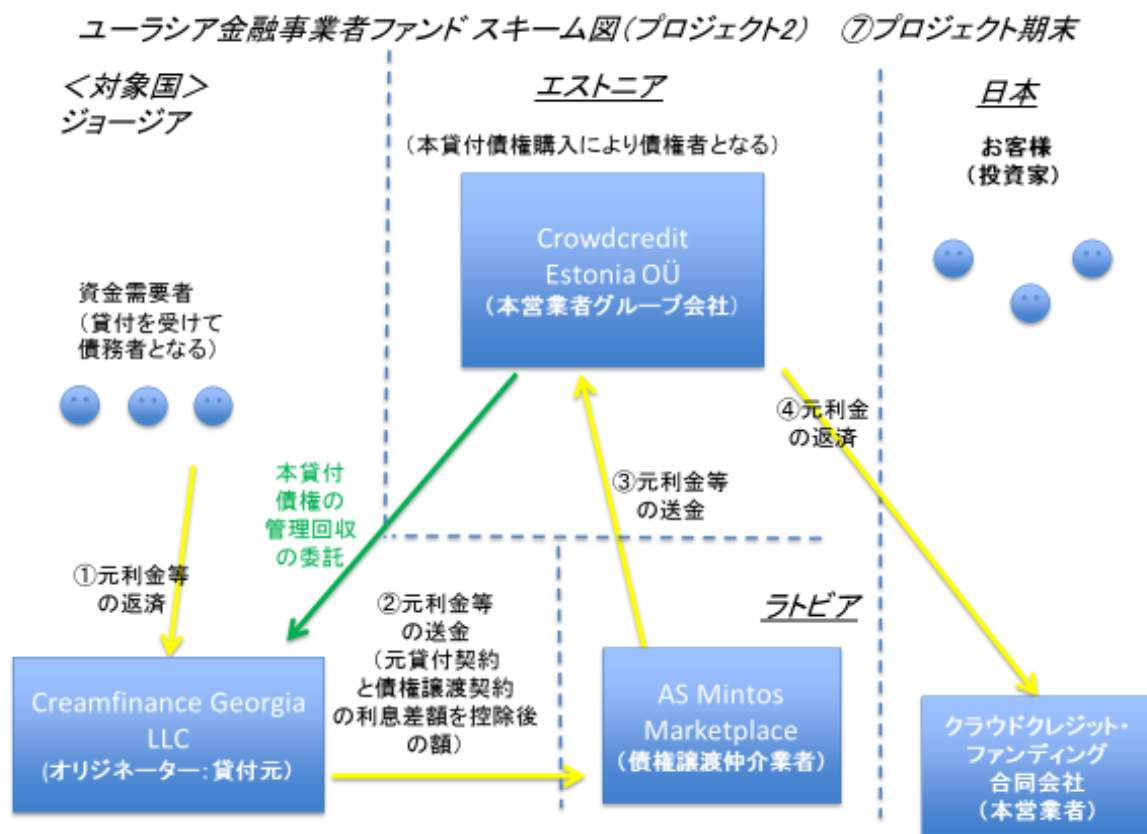 ユーラシア金融事業者ファンド スキーム図(プロジェクト2) ⑦プロジェクト期末
<対象国>
ジョージア
エストニア
日本
(本貸付債権購入により債権者となる)
お客様
(投資家)
Crowdcredit
Estonia OÜ
(本営業者グループ会社)
資金需要者
(貸付を受けて
債務者となる)
④元利金
の返済
本貸付
債権の
管理回収
の委託
③元利金等
の送金
①元利金等
の返済
②元利金等
の送金
(元貸付契約
と債権譲渡契約
の利息差額を控除後
の額)
ラトビア
Creamfinance Georgia
LLC
(オリジネーター:貸付元)
AS Mintos
Marketplace
(債権譲渡仲介業者)
クラウドクレジット・
ファンディング
合同会社
(本営業者)